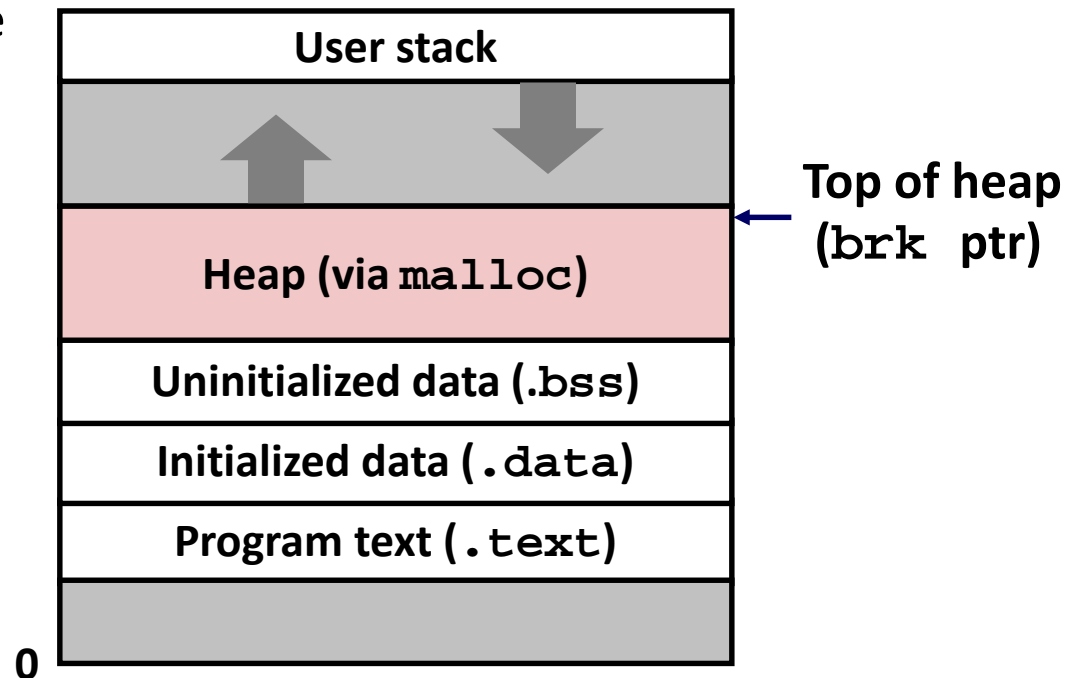 e
User stack
Top of heap
(brk ptr)
Heap (via malloc)
Uninitialized data (.bss)
Initialized data (.data)
Program text (.text)
0